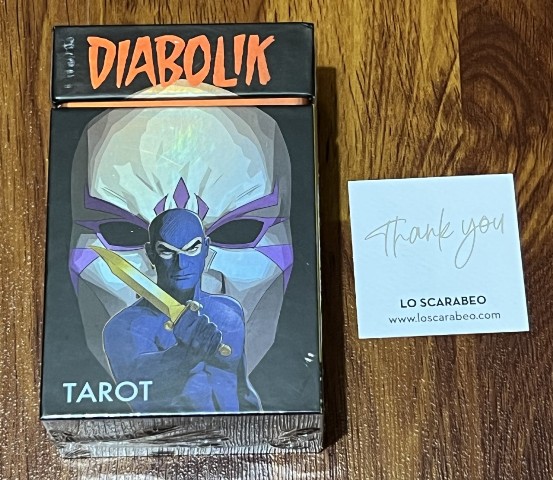 DIABOLIK
TAROT
Thank you
LO SCARABEO
www.loscarabeo.com